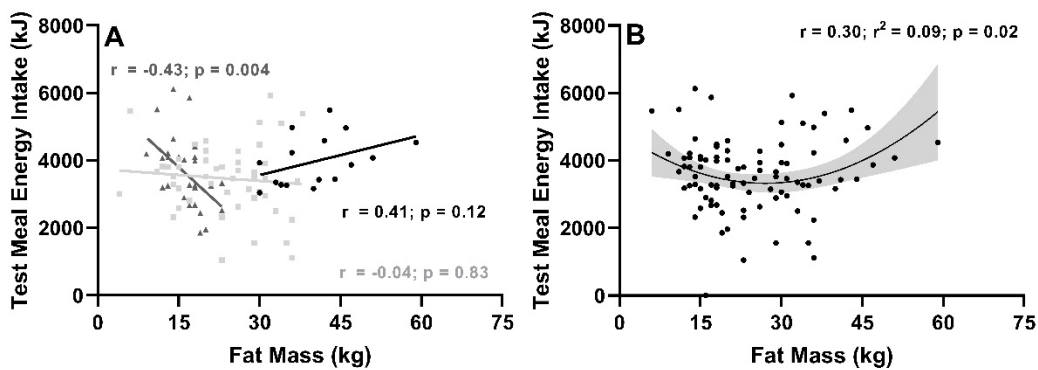 A
Test Meal Energy Intake (kJ)
8000
6000
4000
2000
0
r = -0.43; p = 0.004
r = 0.41; p = 0.12
r = -0.04; p = 0.83
0 15 30 45 60 75
Fat Mass (kg)
B
Test Meal Energy Intake (kJ)
8000
6000
4000
2000
0
r = 0.30; r² = 0.09; p = 0.02
0 15 30 45 60 75
Fat Mass (kg)